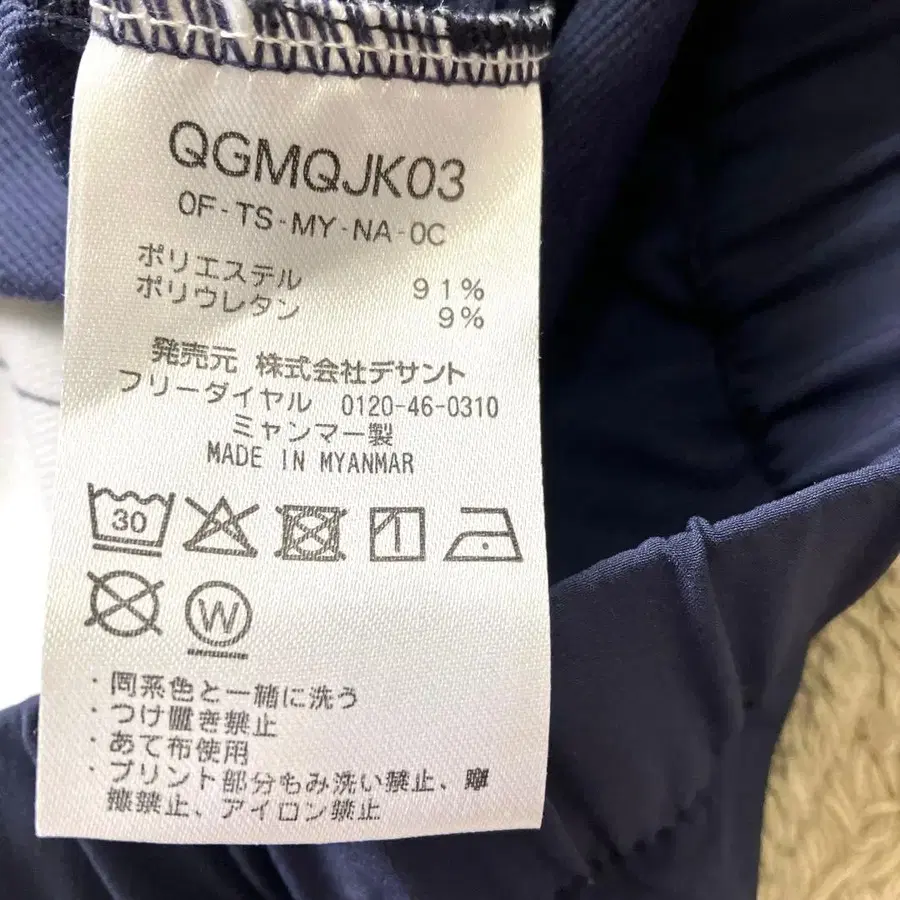 QGMQJK03
OF-TS-MY-NA-OC
ポリエステル 91%
ポリウレタン 9%
発売元 株式会社デサント
フリーダイヤル 0120-46-0310
ミャンマー製
MADE IN MYANMAR
30
W
・同系色と一緒に洗う
・つけ置き禁止
・あて布使用
・プリント部分もみ洗い禁止、摩
擦禁止、アイロン禁止